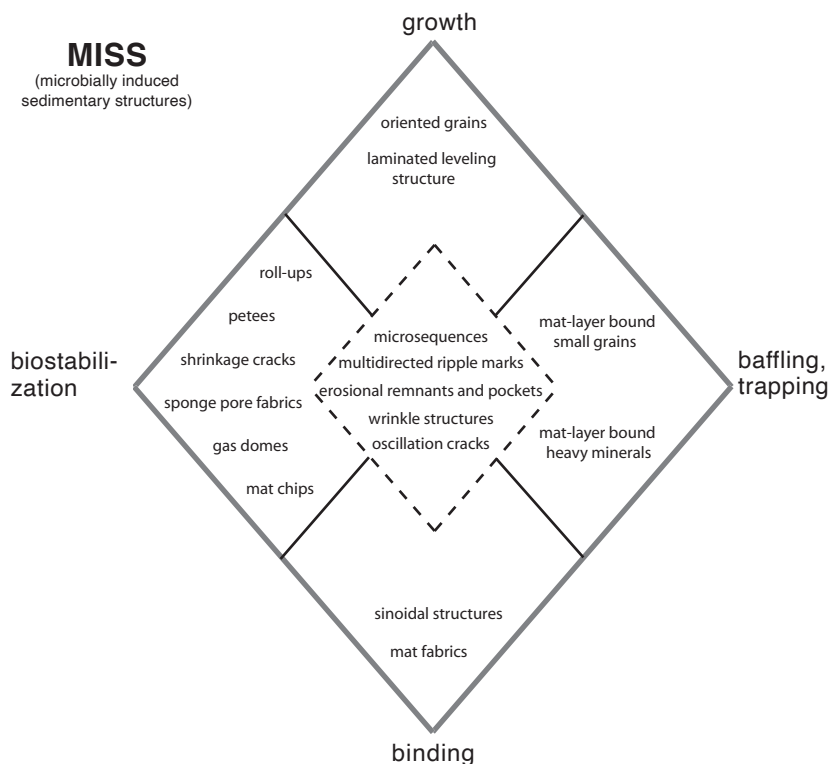 growth
MISS
(microbially induced
sedimentary structures)
oriented grains
laminated leveling
structure
roll-ups
petees
shrinkage cracks
sponge pore fabrics
gas domes
mat chips
biostabili-
zation
microsequences
multidirected ripple marks
erosional remnants and pockets
wrinkle structures
oscillation cracks
mat-layer bound
small grains
mat-layer bound
heavy minerals
baffling,
trapping
sinoidal structures
mat fabrics
binding